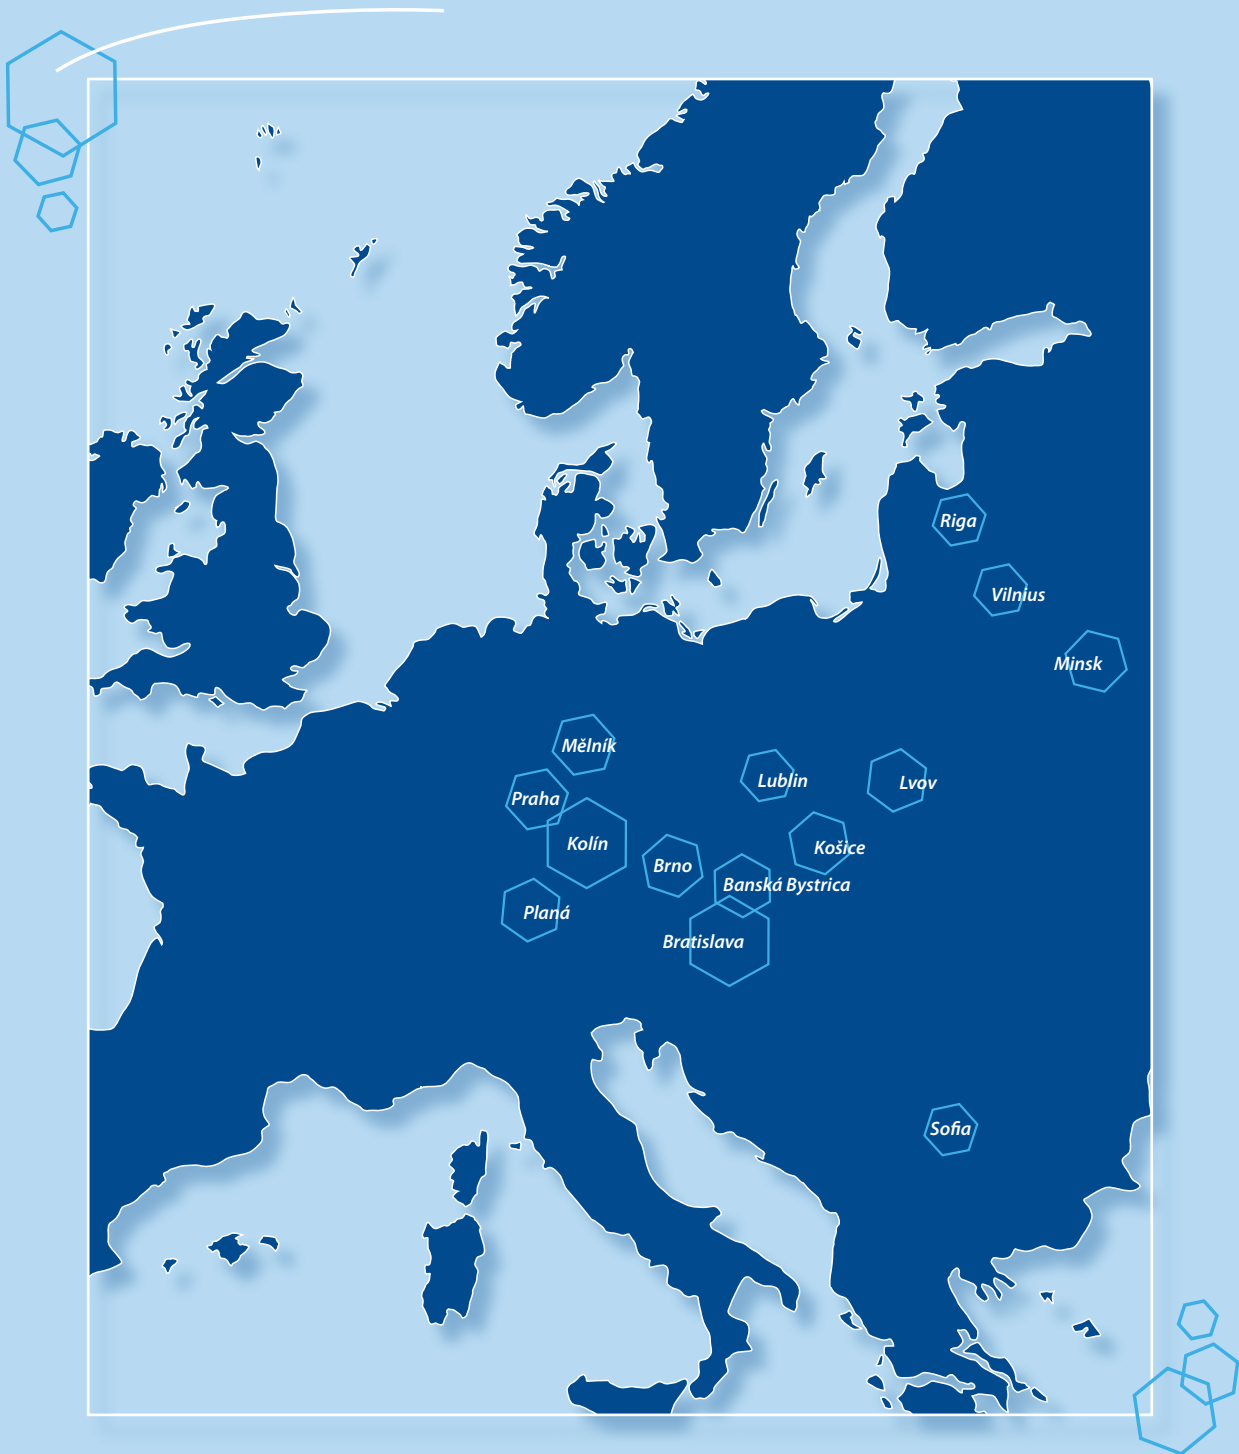 Riga
Vilnius
Minsk
Mělník
Lublin
Lvov
Praha
Kolín
Košice
Brno
Banská Bystrica
Planá
Bratislava
Sofia